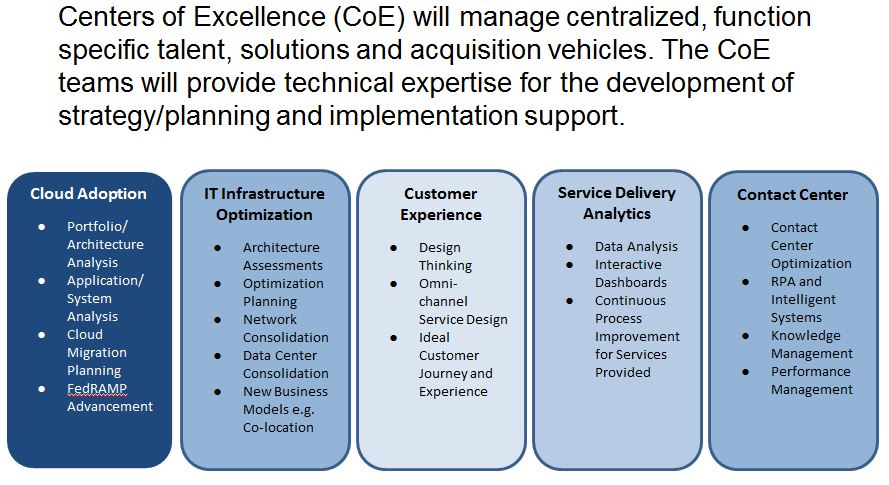 Centers of Excellence (CoE) will manage centralized, function
specific talent, solutions and acquisition vehicles. The CoE
teams will provide technical expertise for the development of
strategy/planning and implementation support.
Cloud Adoption
● Portfolio/
Architecture
Analysis
● Application/
System
Analysis
● Cloud
Migration
Planning
● FedRAMP
Advancement
IT Infrastructure
Optimization
● Architecture
Assessments
● Optimization
Planning
● Network
Consolidation
● Data Center
Consolidation
● New Business
Models e.g.
Co-location
Customer
Experience
● Design
Thinking
● Omni-
channel
Service Design
● Ideal
Customer
Journey and
Experience
Service Delivery
Analytics
● Data Analysis
● Interactive
Dashboards
● Continuous
Process
Improvement
for Services
Provided
Contact Center
● Contact
Center
Optimization
● RPA and
Intelligent
Systems
● Knowledge
Management
● Performance
Management